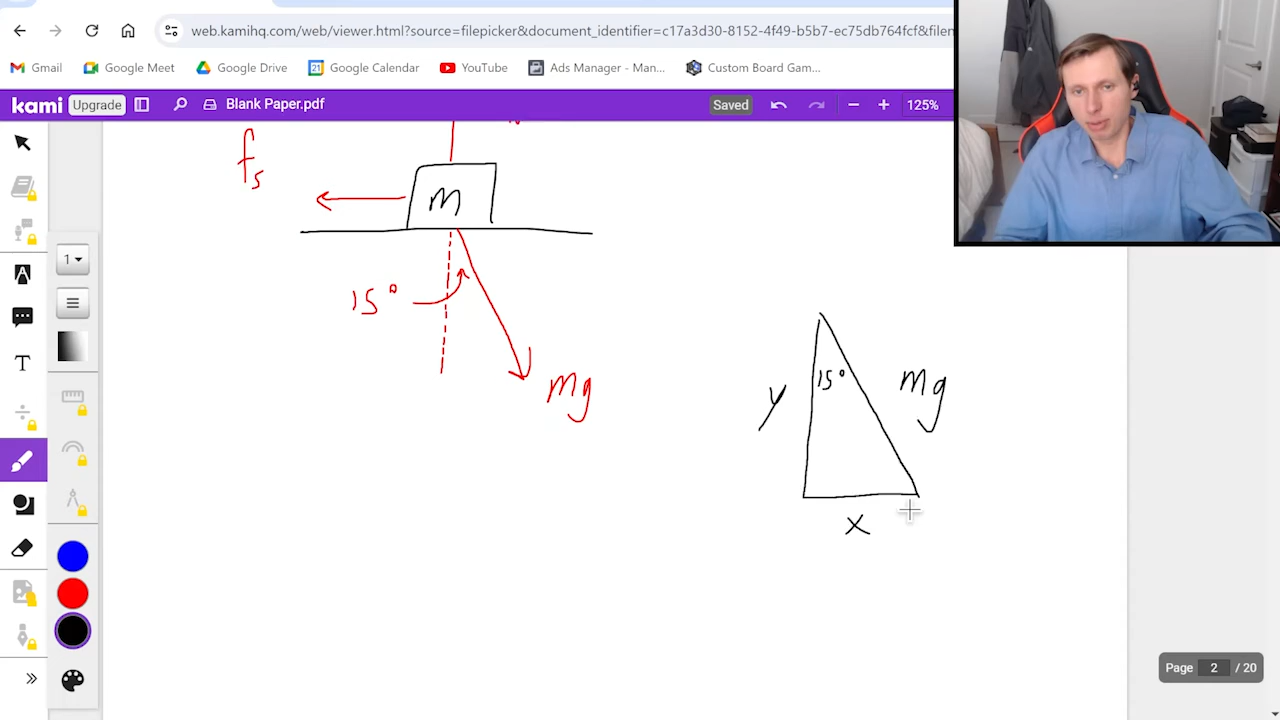 web.kamihq.com/web/viewer.html?source=filepicker&document_identifier=c17a3d30-8152-4f49-b5b7-ec75db764fcf&filen
Gmail
Google Meet
Google Drive
21
Google Calendar
YouTube
Ads Manager - Man...
Custom Board Gam...
kami
Upgrade
Blank Paper.pdf
Saved
125%
fs
m
15°
mg
1
A
T
y
15°
mg
x
Page 2 / 20